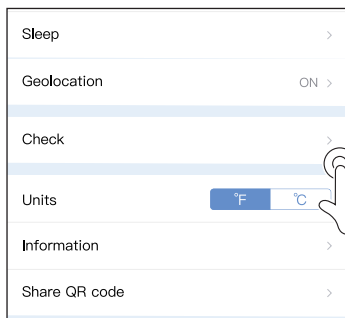 Sleep
Geolocation ON
Check
Units °F °C
Information
Share QR code